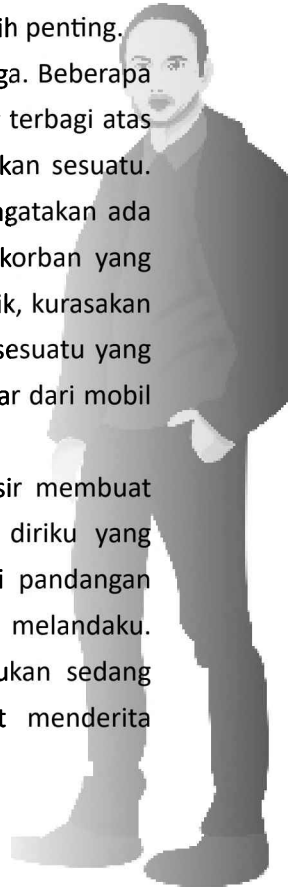 ih penting.
ga. Beberapa
terbagi atas
kan sesuatu.
ngatakan ada
korban yang
ik, kurasakan
sesuatu yang
ar dari mobil
sir membuat
diriku yang
i pandangan
melandaku.
ukan sedang
t menderita